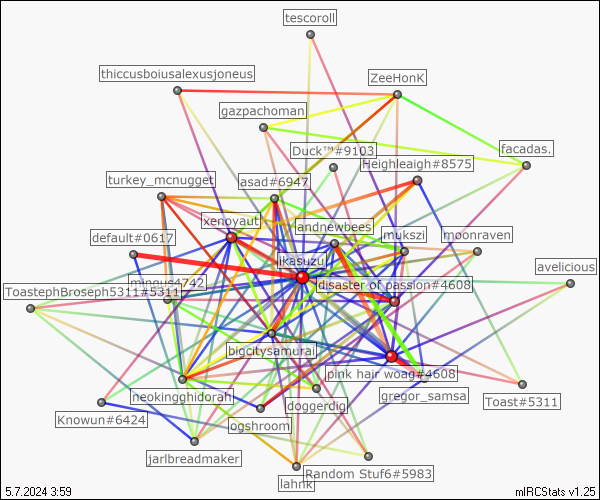 tescoroll
thiccusboiusalexusjoneus
ZeeHonK
gazpachoman
facadas.
Duck™#9103
Heighleaigh#8575
turkey_mcnugget
asad#6947
xenoyaut
landnewbees
default#0617
mukszi
moonraven
ikasuzu
avelicious
mingus4742
disaster of passion#4608
ToastephBroseph5311#5311
bigcitysamurai
pink hair woag#4608
neokingghidorah
doggerdig
gregor_samsa
Toast#5311
Knowun#6424
ogshroom
jarlbreadmaker
Random Stuf6#5983
lahnk
5.7.2024 3:59
mIRCStats v1.25